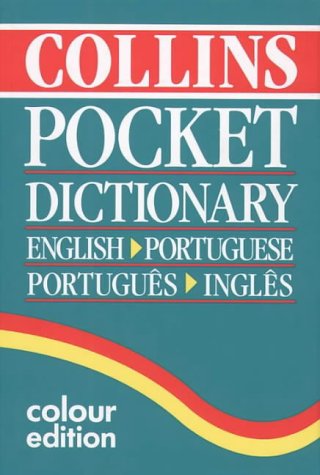 COLLINS
POCKET
DICTIONARY
ENGLISH ▶ PORTUGUESE
PORTUGUÊS ▶ INGLÊS
colour
edition